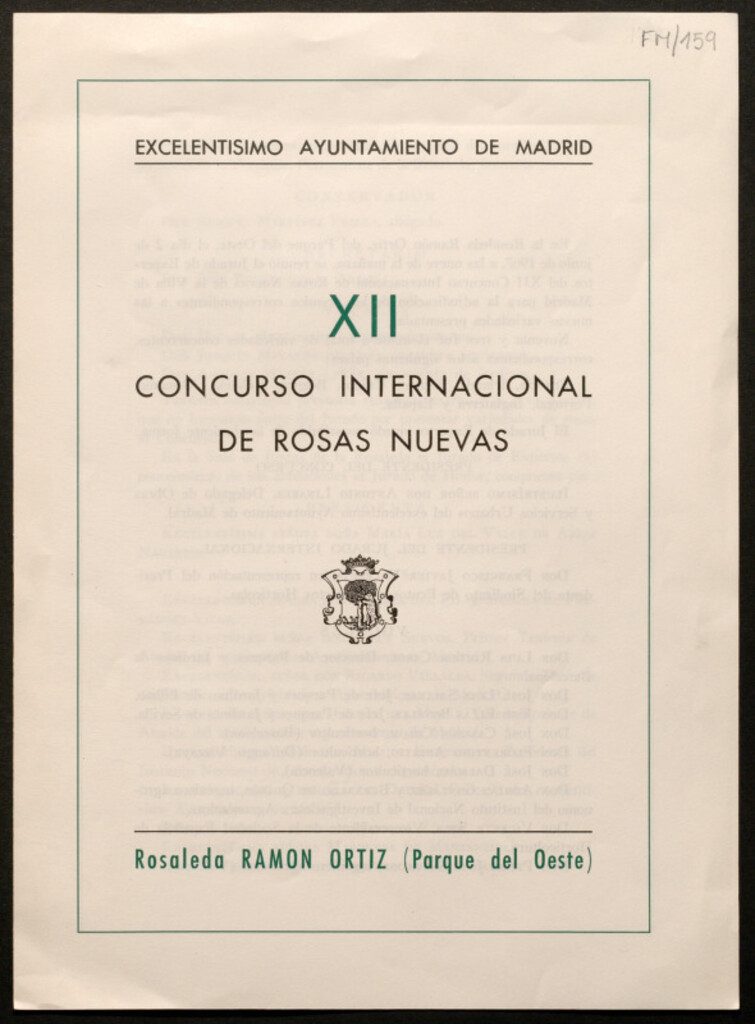 FM/159
EXCELENTISIMO AYUNTAMIENTO DE MADRID
XII
CONCURSO INTERNACIONAL
DE ROSAS NUEVAS
Rosaleda RAMON ORTIZ (Parque del Oeste)